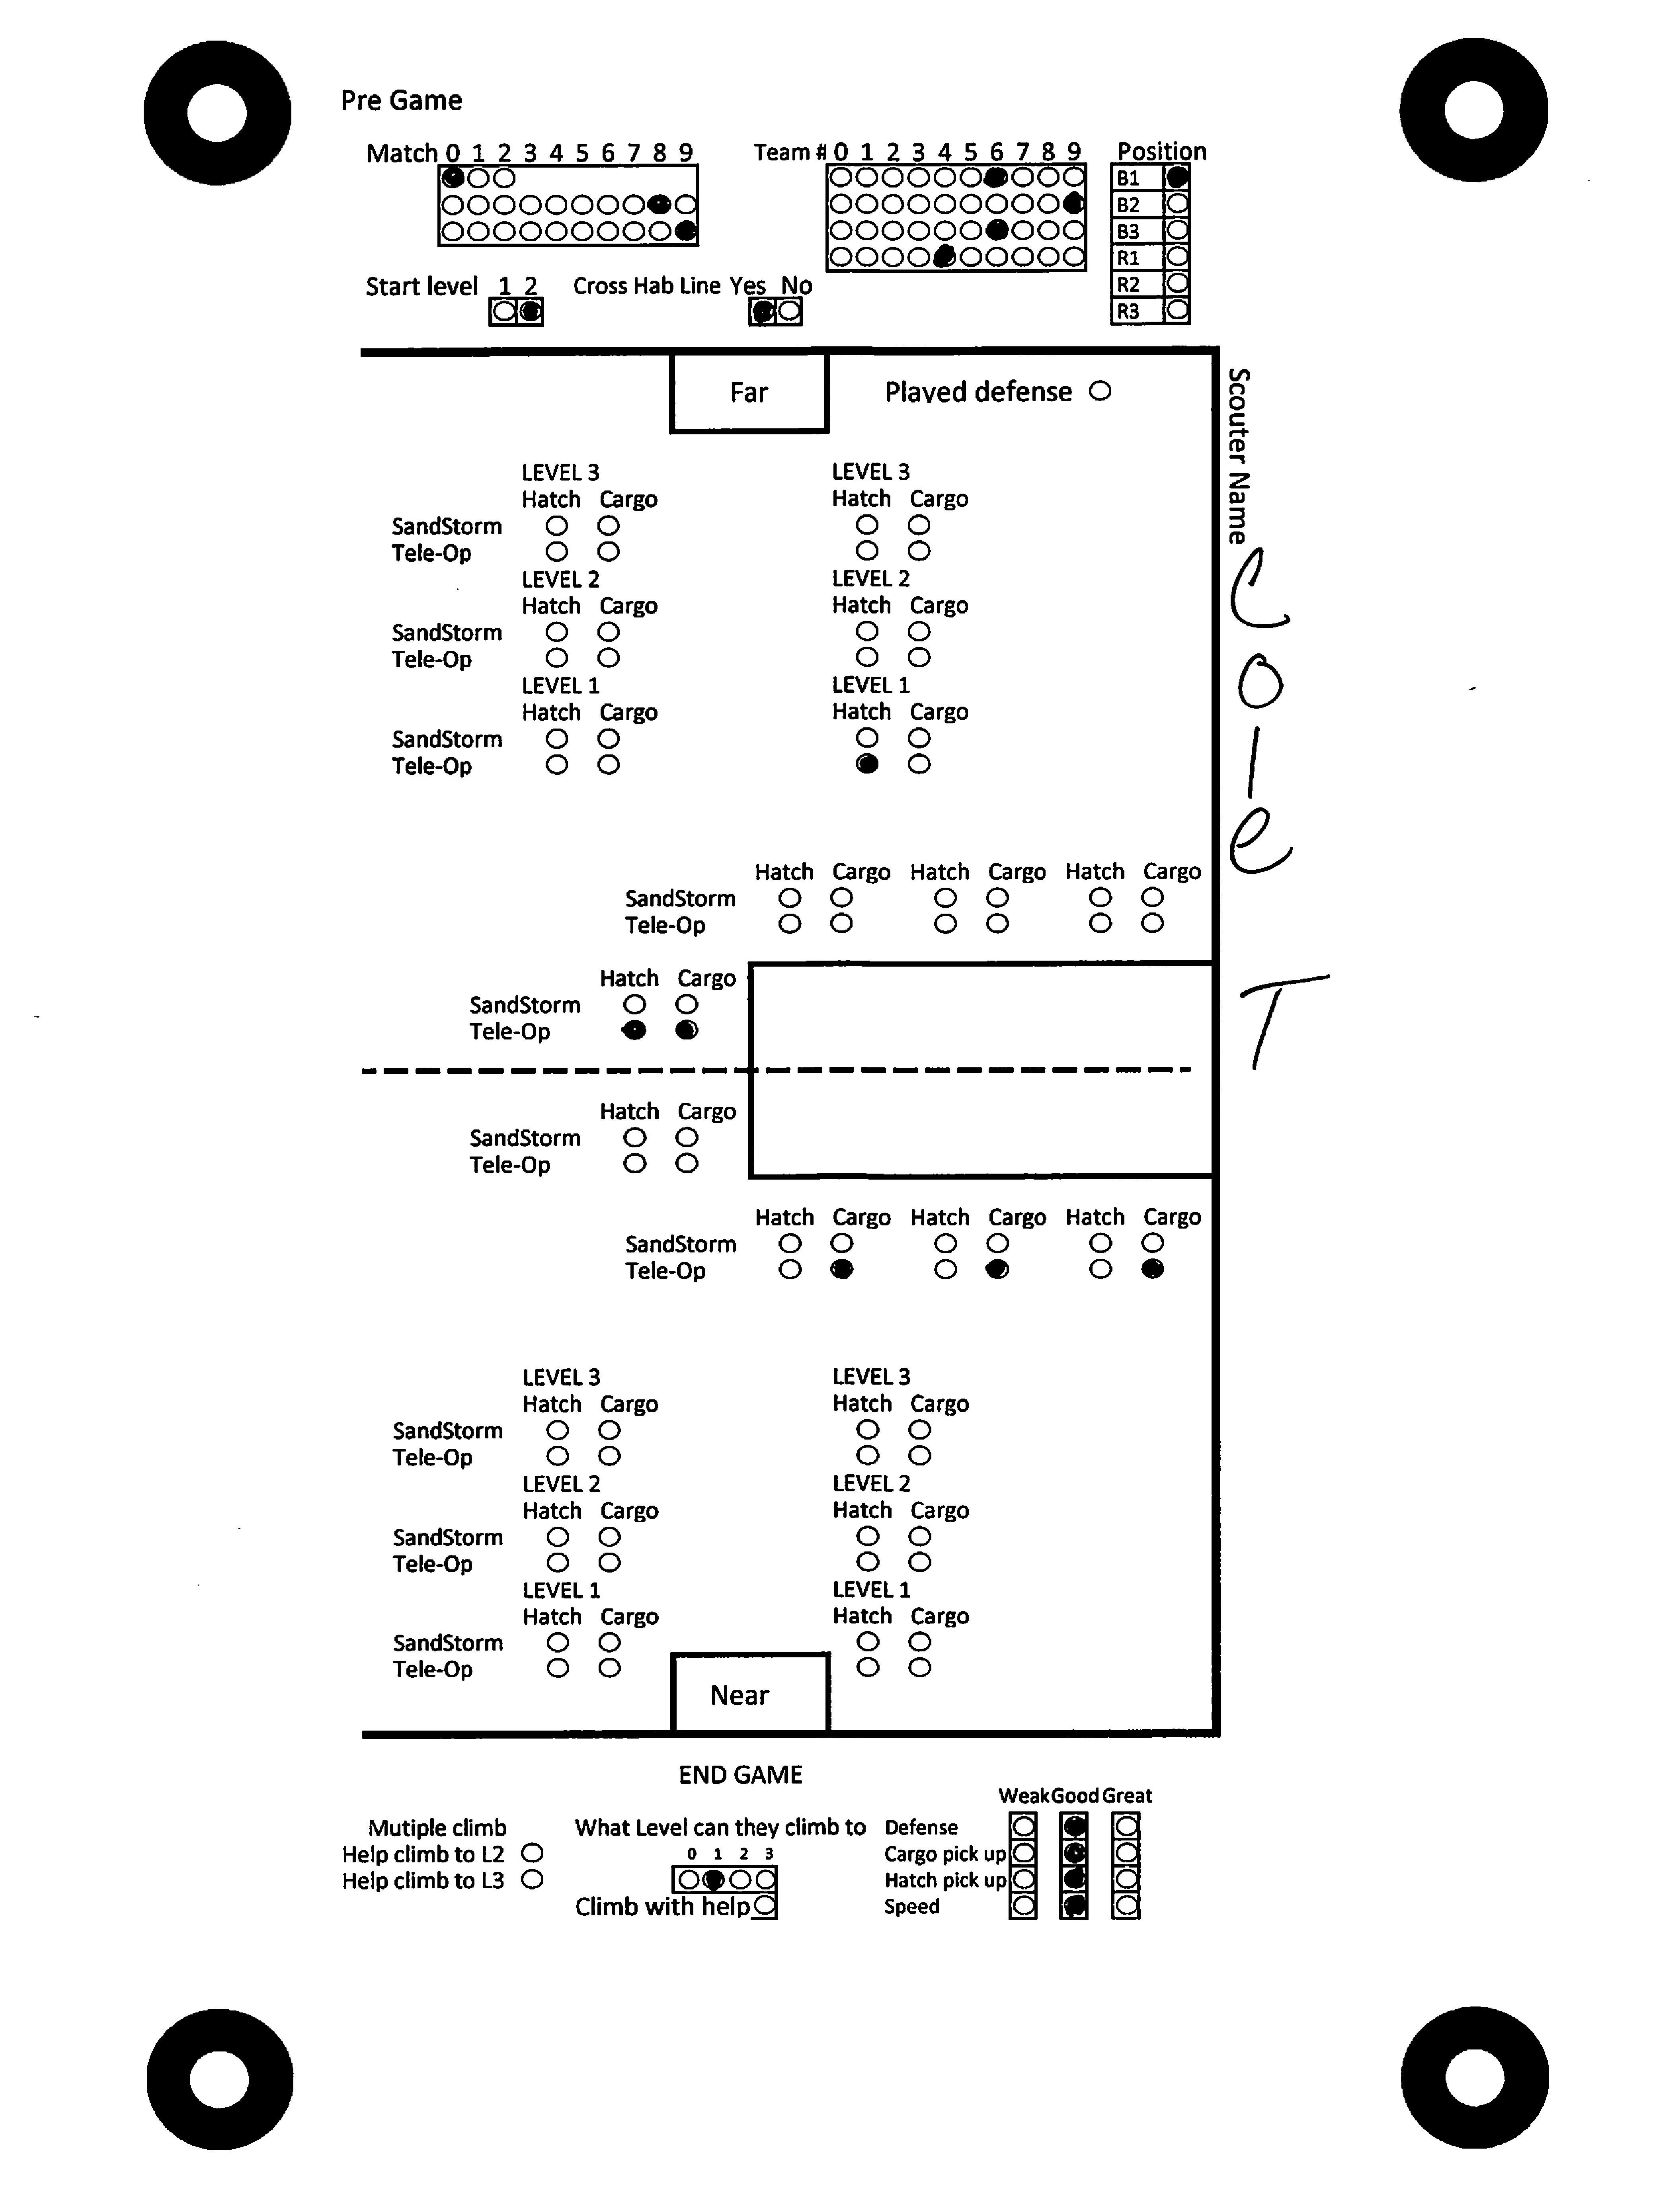 Pre Game
Match 0 1 2 3 4 5 6 7 8 9
Team # 0 1 2 3 4 5 6 7 8 9
Position
B1
B2
B3
R1
R2
R3
Start level 1 2
Cross Hab Line Yes No
Far
Played defense
Scouter Name
Cole T
LEVEL 3 LEVEL 3
Hatch Cargo Hatch Cargo
SandStorm
Tele-Op
LEVEL 2 LEVEL 2
Hatch Cargo Hatch Cargo
SandStorm
Tele-Op
LEVEL 1 LEVEL 1
Hatch Cargo Hatch Cargo
SandStorm
Tele-Op
Hatch Cargo Hatch Cargo Hatch Cargo
SandStorm
Tele-Op
Hatch Cargo
SandStorm
Tele-Op
Hatch Cargo
SandStorm
Tele-Op
Hatch Cargo Hatch Cargo Hatch Cargo
SandStorm
Tele-Op
LEVEL 3 LEVEL 3
Hatch Cargo Hatch Cargo
SandStorm
Tele-Op
LEVEL 2 LEVEL 2
Hatch Cargo Hatch Cargo
SandStorm
Tele-Op
LEVEL 1 LEVEL 1
Hatch Cargo Hatch Cargo
SandStorm
Tele-Op
Near
END GAME
Mutiple climb
Help climb to L2
Help climb to L3
What Level can they climb to
0 1 2 3
Climb with help
Weak Good Great
Defense
Cargo pick up
Hatch pick up
Speed